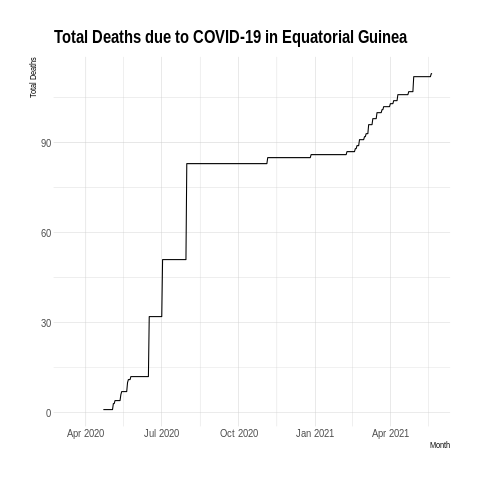 Total Deaths due to COVID-19 in Equatorial Guinea
Total Deaths
90
60
30
0
Apr 2020 Jul 2020 Oct 2020 Jan 2021 Apr 2021
Month